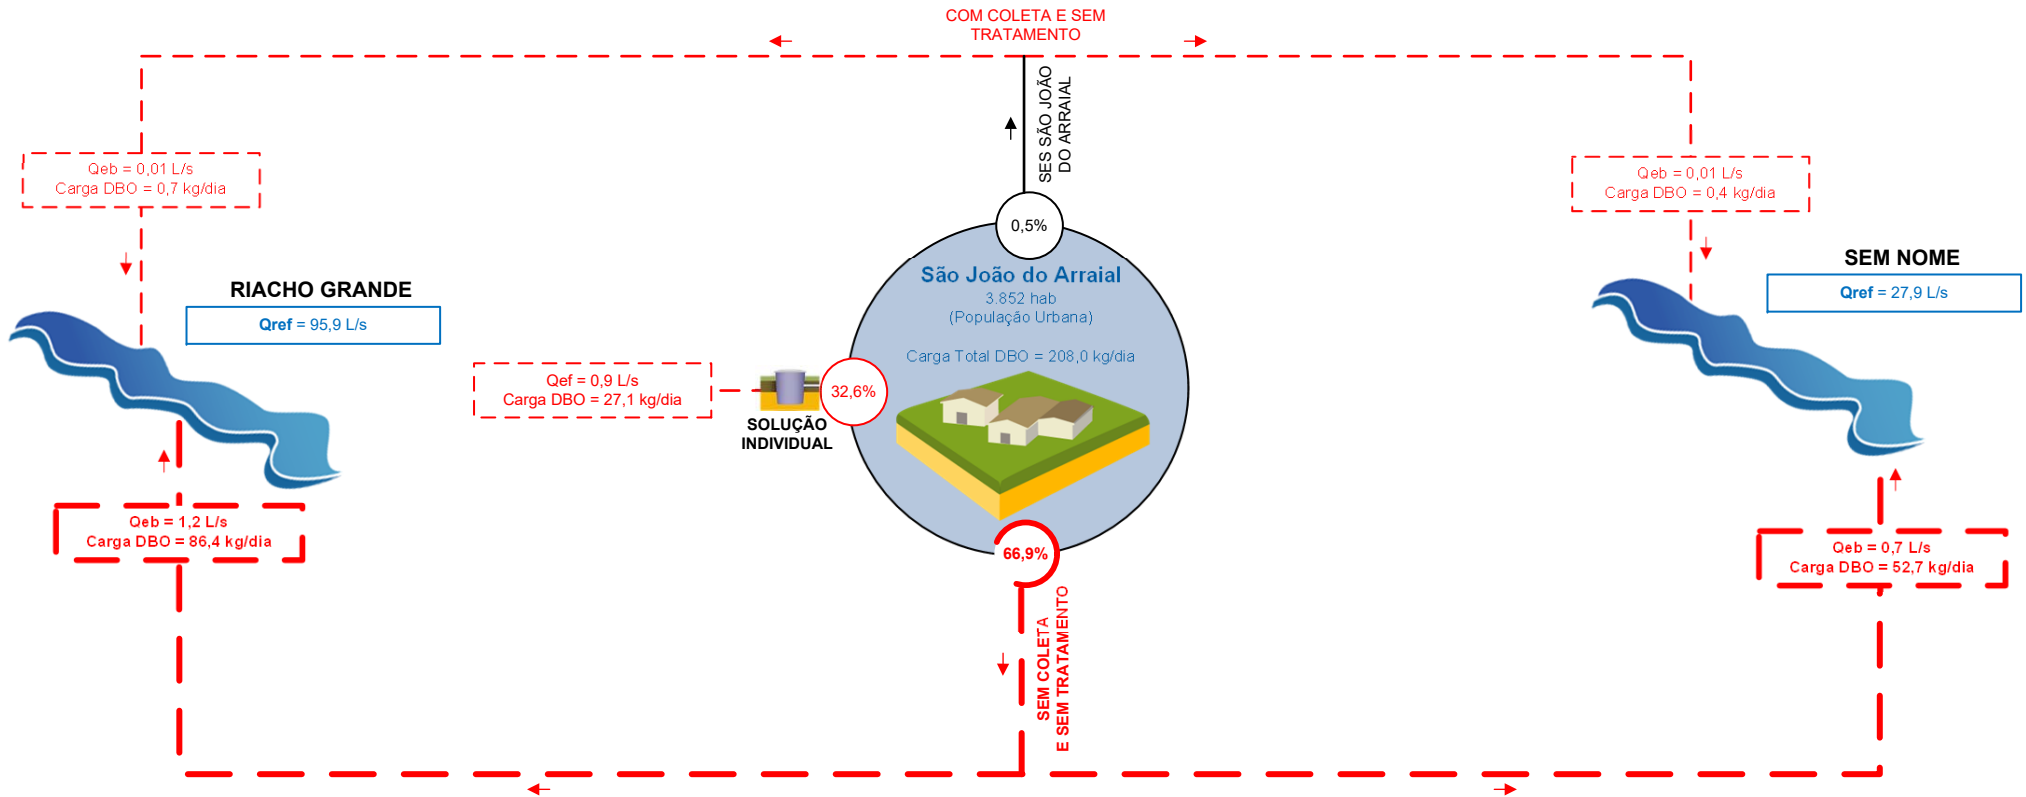 COM COLETA E SEM
TRATAMENTO
SES SÃO JOÃO
DO ARRAIAL
Qeb = 0,01 L/s
Carga DBO = 0,7 kg/dia
Qeb = 0,01 L/s
Carga DBO = 0,4 kg/dia
0,5%
RIACHO GRANDE
Qref = 95,9 L/s
São João do Arraial
3.852 hab
(População Urbana)
Carga Total DBO = 208,0 kg/dia
SEM NOME
Qref = 27,9 L/s
Qef = 0,9 L/s
Carga DBO = 27,1 kg/dia
32,6%
SOLUÇÃO
INDIVIDUAL
Qeb = 1,2 L/s
Carga DBO = 86,4 kg/dia
66,9%
Qeb = 0,7 L/s
Carga DBO = 52,7 kg/dia
SEM COLETA
E SEM TRATAMENTO